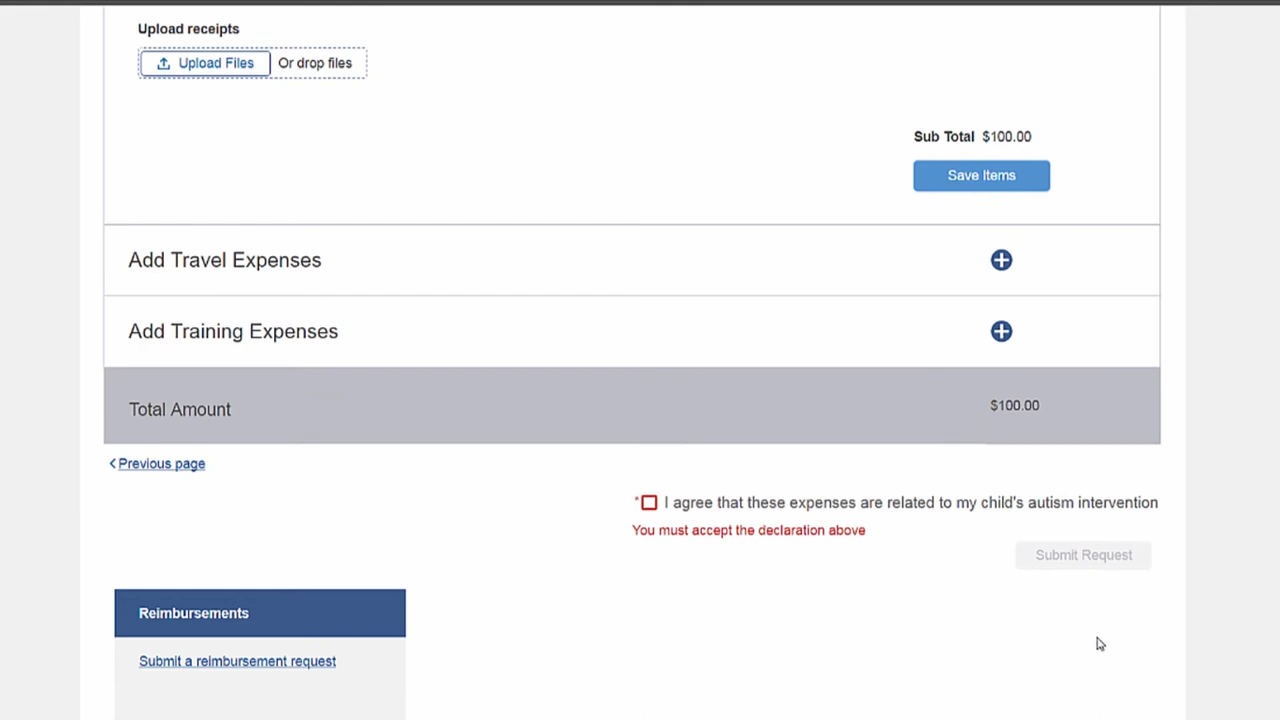 Upload receipts
Upload Files Or drop files
Sub Total $100.00
Save Items
Add Travel Expenses
Add Training Expenses
Total Amount $100.00
Previous page
* I agree that these expenses are related to my child's autism intervention
You must accept the declaration above
Submit Request
Reimbursements
Submit a reimbursement request